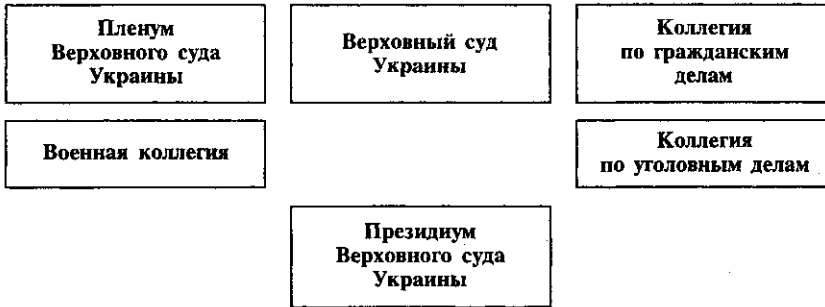 Пленум
Верховного суда
Украины
Верховный суд
Украины
Коллегия
по гражданским
делам
Военная коллегия
Коллегия
по уголовным делам
Президиум
Верховного суда
Украины